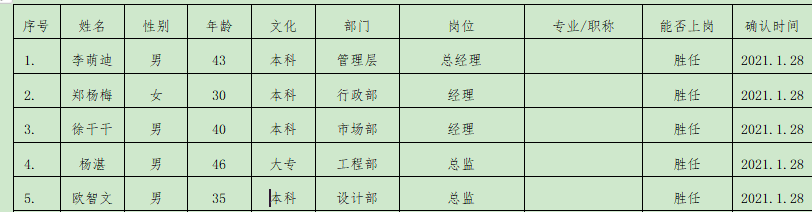 序号 姓名 性别 年龄 文化 部门 岗位 专业/职称 能否上岗 确认时间
1. 李萌迪 男 43 本科 管理层 总经理 胜任 2021.1.28
2. 郑杨梅 女 30 本科 行政部 经理 胜任 2021.1.28
3. 徐干干 男 40 本科 市场部 经理 胜任 2021.1.28
4. 杨湛 男 46 大专 工程部 总监 胜任 2021.1.28
5. 欧智文 男 35 本科 设计部 总监 胜任 2021.1.28